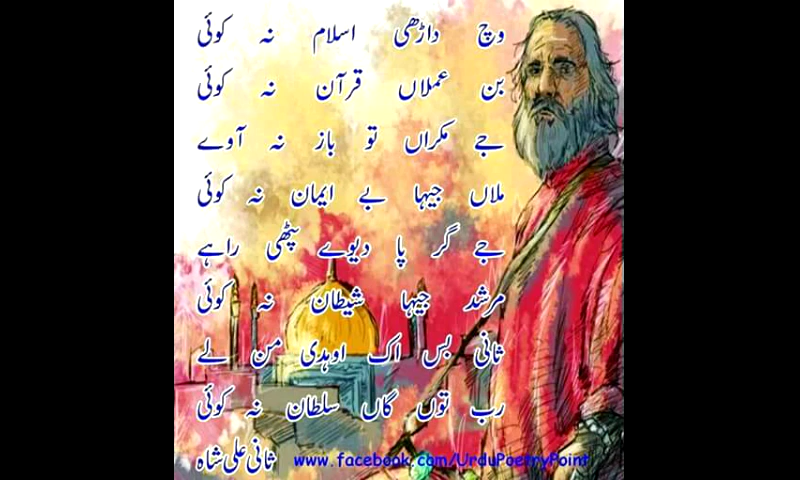 وچ داڑھی اسلام نہ کوئی
بن عملاں قرآن نہ کوئی
جے مکراں تو باز نہ آوے
ملاں جیہا بے ایمان نہ کوئی
جے گر پا دیوے پٹھی راہے
مرشد جیہا شیطان نہ کوئی
ثانی بس اک اوہدی من لے
رب توں گاں سلطان نہ کوئی
ثانی علی شاہ www.facebook.com/UrduPoetryPoint